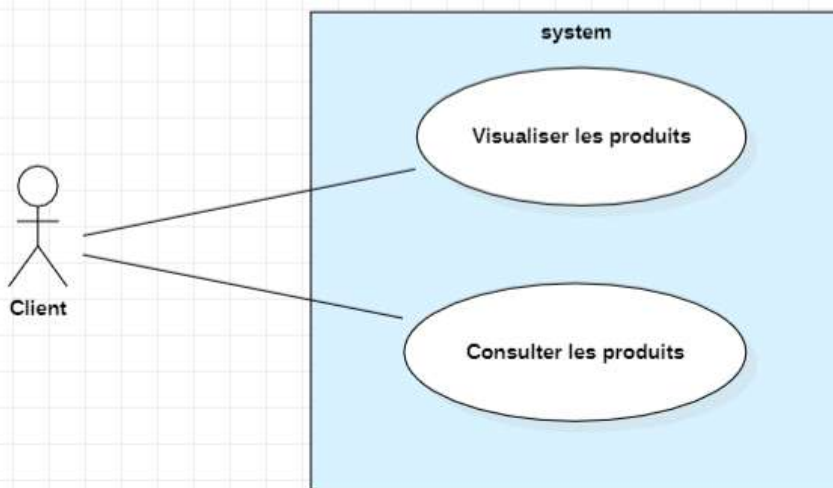 system
Visualiser les produits
Client
Consulter les produits